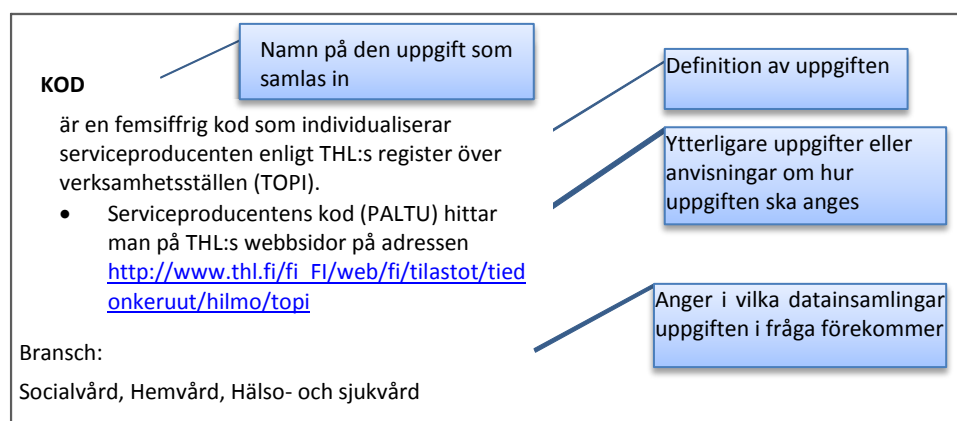 Namn på den uppgift som
samlas in
KOD
Definition av uppgiften
är en femsiffrig kod som individualiserar
serviceproducenten enligt THL:s register över
verksamhetsställen (TOPI).
Ytterligare uppgifter eller
anvisningar om hur
uppgiften ska anges
• Serviceproducentens kod (PALTU) hittar
man på THL:s webbsidor på adressen
http://www.thl.fi/fi_FI/web/fi/tilastot/tied
onkeruut/hilmo/topi
Anger i vilka datainsamlingar
uppgiften i fråga förekommer
Bransch:
Socialvård, Hemvård, Hälso- och sjukvård